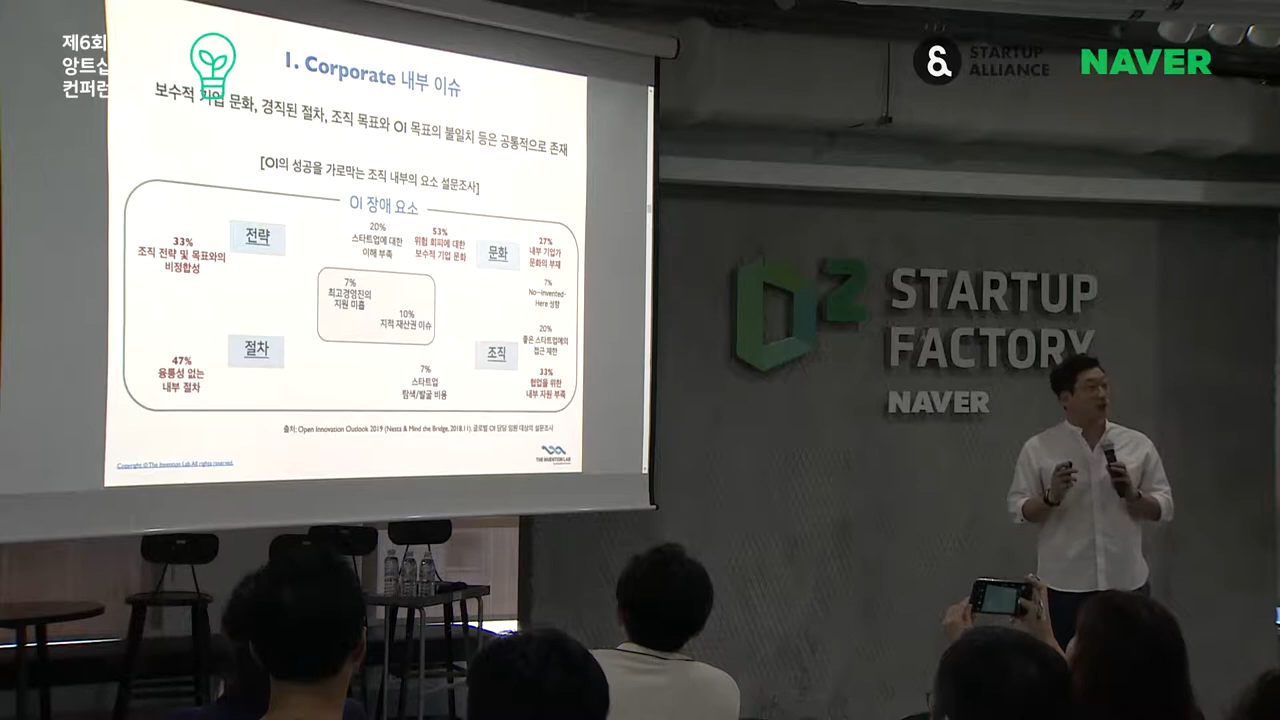 제6회
앙트십
컨퍼런
1. Corporate 내부 이슈
보수적 기업 문화, 경직된 절차, 조직 목표와 OI 목표의 불일치 등은 공통적으로 존재
[OI의 성공을 가로막는 조직 내부의 요소 설문조사]
OI 장애 요소
전략
33%
조직 전략 및 목표와의
비정합성
20%
스타트업에 대한
이해 부족
53%
위험 회피에 대한
보수적 기업 문화
문화
27%
내부 기업가
문화의 부재
7%
No-Invented-
Here 성향
7%
최고경영진의
지원 미흡
10%
지적 재산권 이슈
절차
47%
융통성 없는
내부 절차
7%
스타트업
탐색/발굴 비용
조직
20%
좋은 스타트업에의
접근 제한
33%
협업을 위한
내부 자원 부족
출처: Open Innovation Outlook 2019 (Nesta & Mind the Bridge, 2018.11). 글로벌 OI 담당 임원 대상의 설문조사
Copyright © The Invention Lab All rights reserved.
THE INVENTION LAB
&
STARTUP
ALLIANCE
NAVER
D2
STARTUP
FACTORY
NAVER